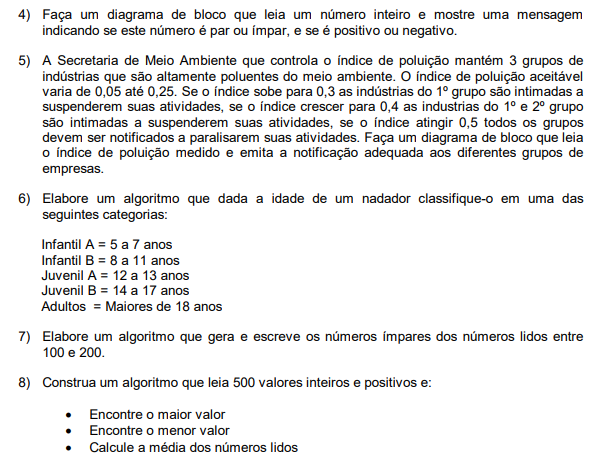 4) Faça um diagrama de bloco que leia um número inteiro e mostre uma mensagem
indicando se este número é par ou ímpar, e se é positivo ou negativo.
5) A Secretaria de Meio Ambiente que controla o índice de poluição mantém 3 grupos de
indústrias que são altamente poluentes do meio ambiente. O índice de poluição aceitável
varia de 0,05 até 0,25. Se o índice sobe para 0,3 as indústrias do 1º grupo são intimadas a
suspenderem suas atividades, se o índice crescer para 0,4 as industrias do 1º e 2º grupo
são intimadas a suspenderem suas atividades, se o índice atingir 0,5 todos os grupos
devem ser notificados a paralisarem suas atividades. Faça um diagrama de bloco que leia
o índice de poluição medido e emita a notificação adequada aos diferentes grupos de
empresas.
6) Elabore um algoritmo que dada a idade de um nadador classifique-o em uma das
seguintes categorias:
Infantil A = 5 a 7 anos
Infantil B = 8 a 11 anos
Juvenil A = 12 a 13 anos
Juvenil B = 14 a 17 anos
Adultos = Maiores de 18 anos
7) Elabore um algoritmo que gera e escreve os números ímpares dos números lidos entre
100 e 200.
8) Construa um algoritmo que leia 500 valores inteiros e positivos e:
• Encontre o maior valor
• Encontre o menor valor
• Calcule a média dos números lidos